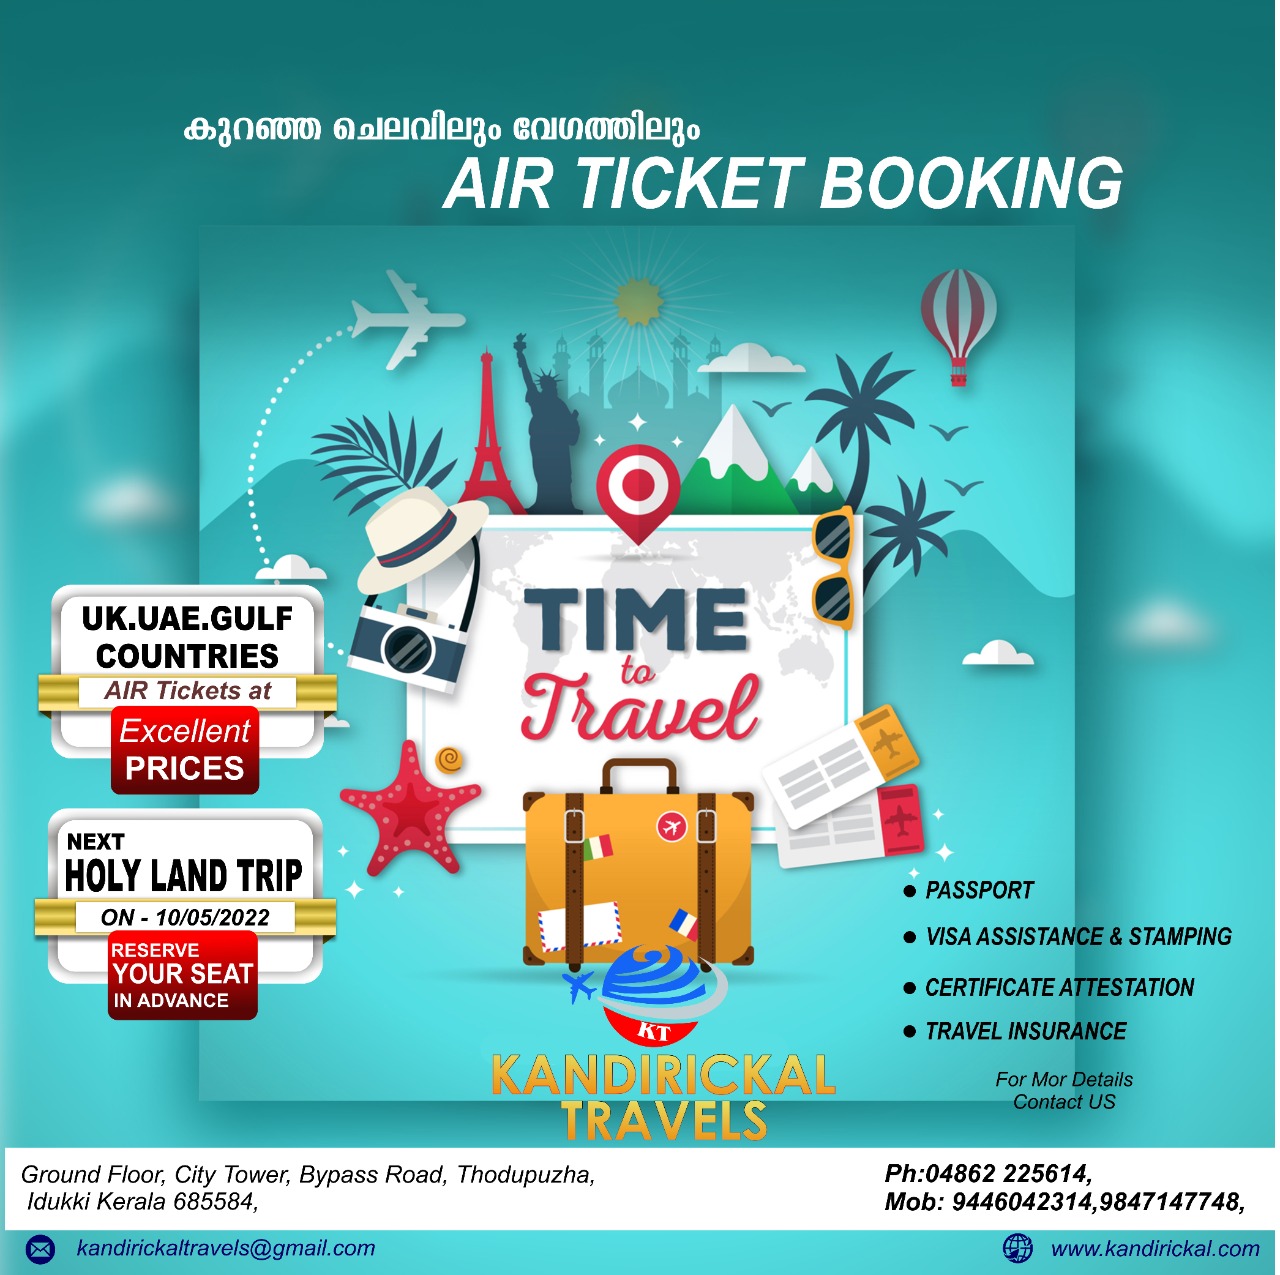 കുറഞ്ഞ ചെലവിലും വേഗത്തിലും
AIR TICKET BOOKING
TIME
to
Travel
UK.UAE.GULF
COUNTRIES
AIR Tickets at
Excellent
PRICES
NEXT
HOLY LAND TRIP
ON - 10/05/2022
RESERVE
YOUR SEAT
IN ADVANCE
● PASSPORT
● VISA ASSISTANCE & STAMPING
● CERTIFICATE ATTESTATION
● TRAVEL INSURANCE
KT
KANDIRICKAL
TRAVELS
For Mor Details
Contact US
Ground Floor, City Tower, Bypass Road, Thodupuzha,
Idukki Kerala 685584,
Ph:04862 225614,
Mob: 9446042314,9847147748,
kandirickaltravels@gmail.com
www.kandirickal.com